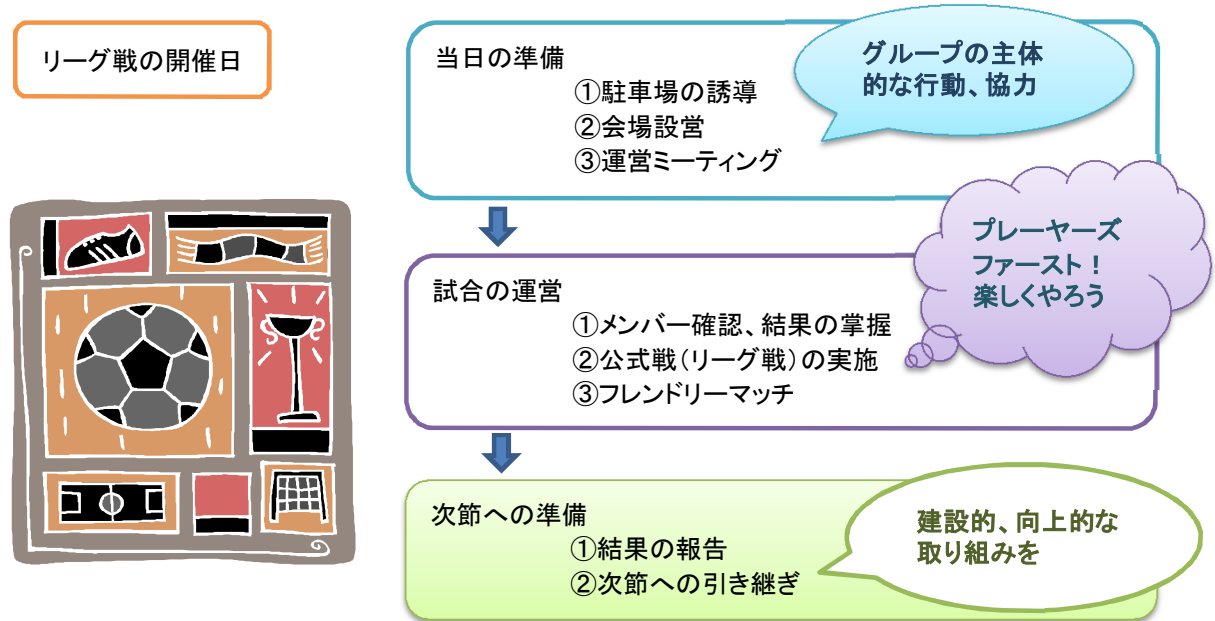 リーグ戦の開催日
当日の準備
①駐車場の誘導
②会場設営
③運営ミーティング
グループの主体
的な行動、協力
試合の運営
①メンバー確認、結果の掌握
②公式戦(リーグ戦)の実施
③フレンドリーマッチ
プレーヤーズ
ファースト!
楽しくやろう
次節への準備
①結果の報告
②次節への引き継ぎ
建設的、向上的な
取り組みを